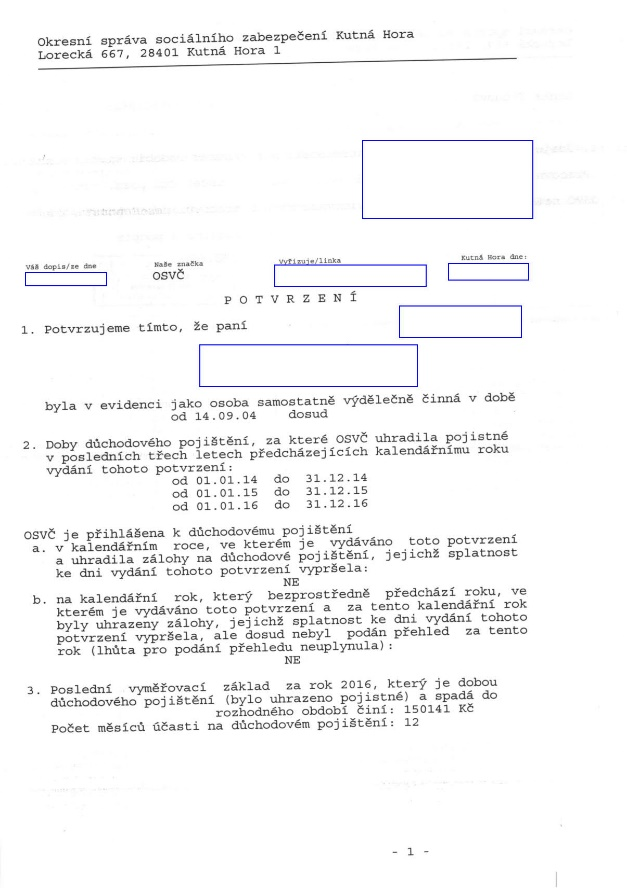 Okresní správa sociálního zabezpečení Kutná Hora
Lorecká 667, 28401 Kutná Hora 1
Váš dopis/ze dne
Naše značka
OSVČ
Vyřizuje/linka
Kutná Hora dne:
P O T V R Z E N Í
1. Potvrzujeme tímto, že paní
byla v evidenci jako osoba samostatně výdělečně činná v době
od 14.09.04 dosud
2. Doby důchodového pojištění, za které OSVČ uhradila pojistné
v posledních třech letech předcházejících kalendářnímu roku
vydání tohoto potvrzení:
od 01.01.14 do 31.12.14
od 01.01.15 do 31.12.15
od 01.01.16 do 31.12.16
OSVČ je přihlášena k důchodovému pojištění
a. v kalendářním roce, ve kterém je vydáváno toto potvrzení
a uhradila zálohy na důchodové pojištění, jejichž splatnost
ke dni vydání tohoto potvrzení vypršela:
NE
b. na kalendářní rok, který bezprostředně předchází roku, ve
kterém je vydáváno toto potvrzení a za tento kalendářní rok
byly uhrazeny zálohy, jejichž splatnost ke dni vydání tohoto
potvrzení vypršela, ale dosud nebyl podán přehled za tento
rok (lhůta pro podání přehledu neuplynula):
NE
3. Poslední vyměřovací základ za rok 2016, který je dobou
důchodového pojištění (bylo uhrazeno pojistné) a spadá do
rozhodného období činí: 150141 Kč
Počet měsíců účasti na důchodovém pojištění: 12
- 1 -